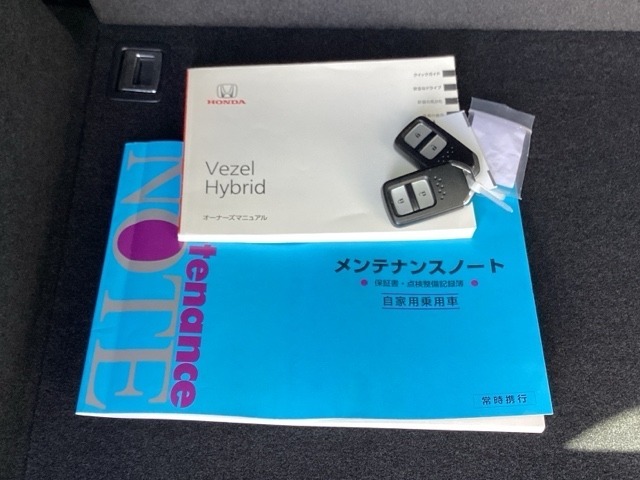 HONDA
Vezel
Hybrid
オーナーズマニュアル
NOTE
tenance
メンテナンスノート
保証書・点検整備記録簿
自家用乗用車
常時携行